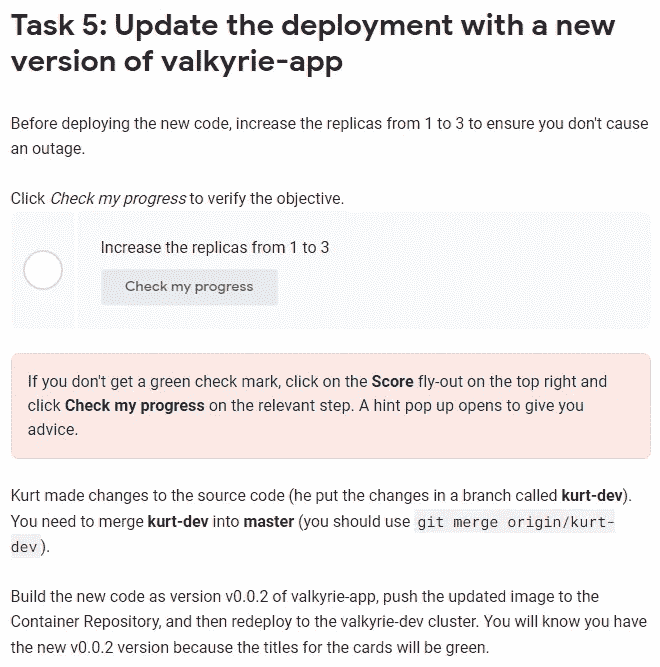 Task 5: Update the deployment with a new
version of valkyrie-app
Before deploying the new code, increase the replicas from 1 to 3 to ensure you don't cause
an outage.
Click Check my progress to verify the objective.
Increase the replicas from 1 to 3
Check my progress
If you don't get a green check mark, click on the Score fly-out on the top right and
click Check my progress on the relevant step. A hint pop up opens to give you
advice.
Kurt made changes to the source code (he put the changes in a branch called kurt-dev).
You need to merge kurt-dev into master (you should use git merge origin/kurt-
dev).
Build the new code as version v0.0.2 of valkyrie-app, push the updated image to the
Container Repository, and then redeploy to the valkyrie-dev cluster. You will know you have
the new v0.0.2 version because the titles for the cards will be green.